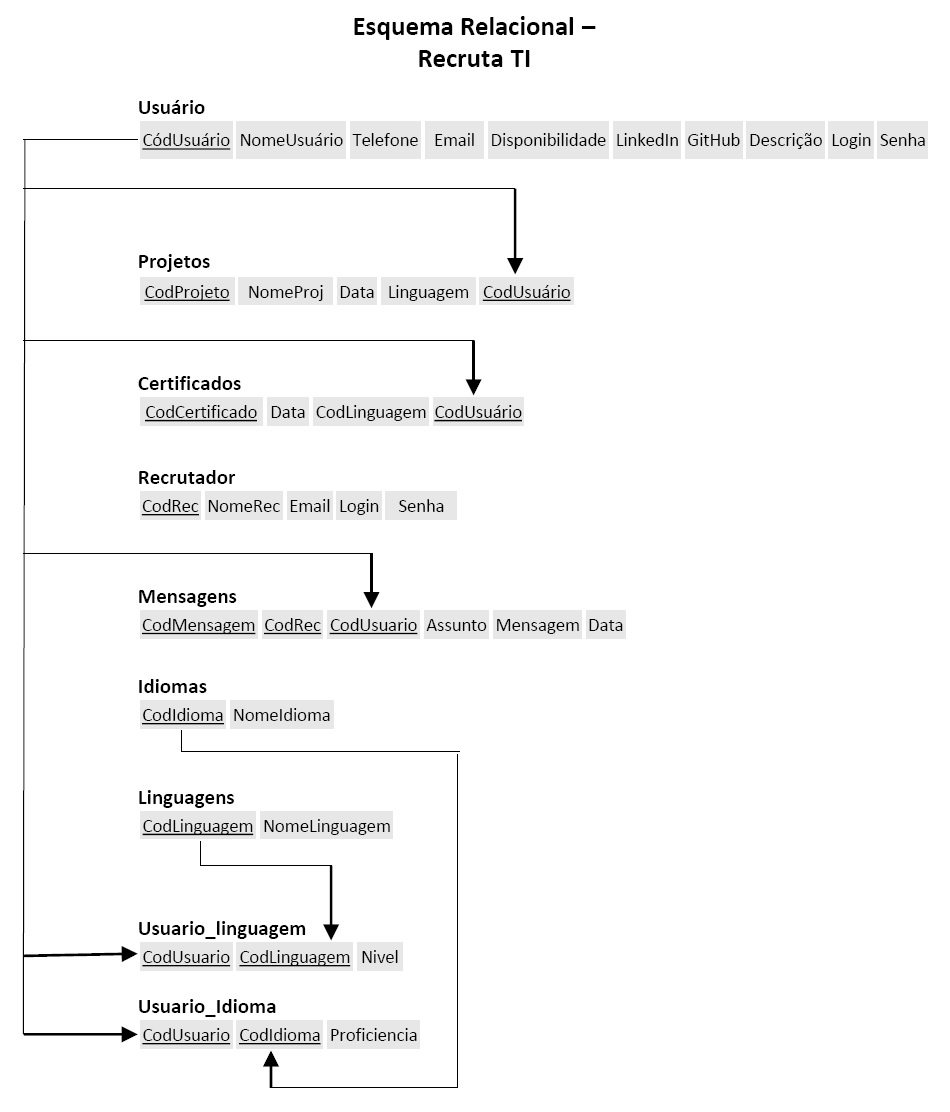 Esquema Relacional –
Recruta TI
Usuário
CódUsuário NomeUsuário Telefone Email Disponibilidade LinkedIn GitHub Descrição Login Senha
Projetos
CodProjeto NomeProj Data Linguagem CodUsuário
Certificados
CodCertificado Data CodLinguagem CodUsuário
Recrutador
CodRec NomeRec Email Login Senha
Mensagens
CodMensagem CodRec CodUsuario Assunto Mensagem Data
Idiomas
CodIdioma NomeIdioma
Linguagens
CodLinguagem NomeLinguagem
Usuario_linguagem
CodUsuario CodLinguagem Nivel
Usuario_Idioma
CodUsuario CodIdioma Proficiencia